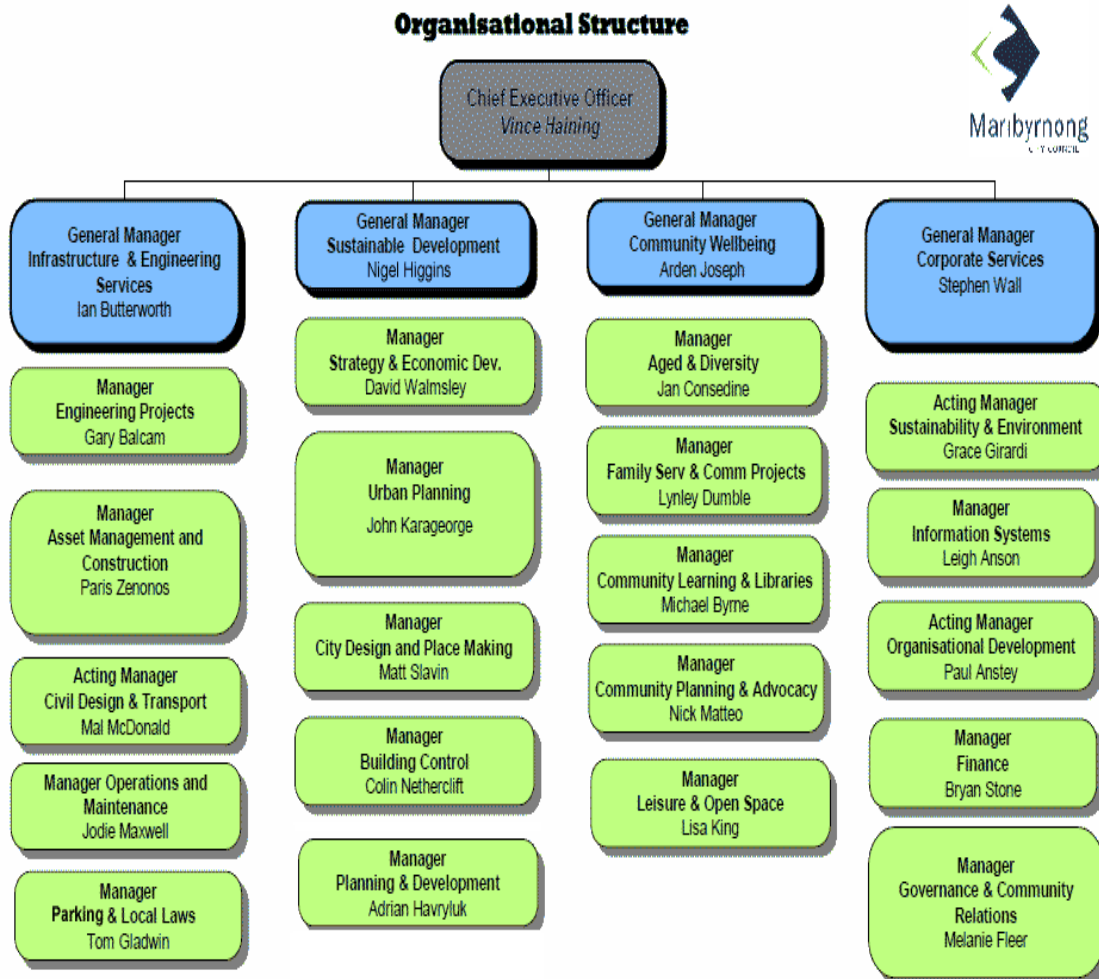 Organisational Structure
Maribyrnong
CITY COUNCIL
Chief Executive Officer
Vince Haining
General Manager
Infrastructure & Engineering
Services
Ian Butterworth
Manager
Engineering Projects
Gary Balcam
Manager
Asset Management and
Construction
Paris Zenonos
Acting Manager
Civil Design & Transport
Mal McDonald
Manager Operations and
Maintenance
Jodie Maxwell
Manager
Parking & Local Laws
Tom Gladwin
General Manager
Sustainable Development
Nigel Higgins
Manager
Strategy & Economic Dev.
David Walmsley
Manager
Urban Planning
John Karageorge
Manager
City Design and Place Making
Matt Slavin
Manager
Building Control
Colin Netherclift
Manager
Planning & Development
Adrian Havryluk
General Manager
Community Wellbeing
Arden Joseph
Manager
Aged & Diversity
Jan Consedine
Manager
Family Serv & Comm Projects
Lynley Dumble
Manager
Community Learning & Libraries
Michael Byrne
Manager
Community Planning & Advocacy
Nick Matteo
Manager
Leisure & Open Space
Lisa King
General Manager
Corporate Services
Stephen Wall
Acting Manager
Sustainability & Environment
Grace Girardi
Manager
Information Systems
Leigh Anson
Acting Manager
Organisational Development
Paul Anstey
Manager
Finance
Bryan Stone
Manager
Governance & Community
Relations
Melanie Fleer